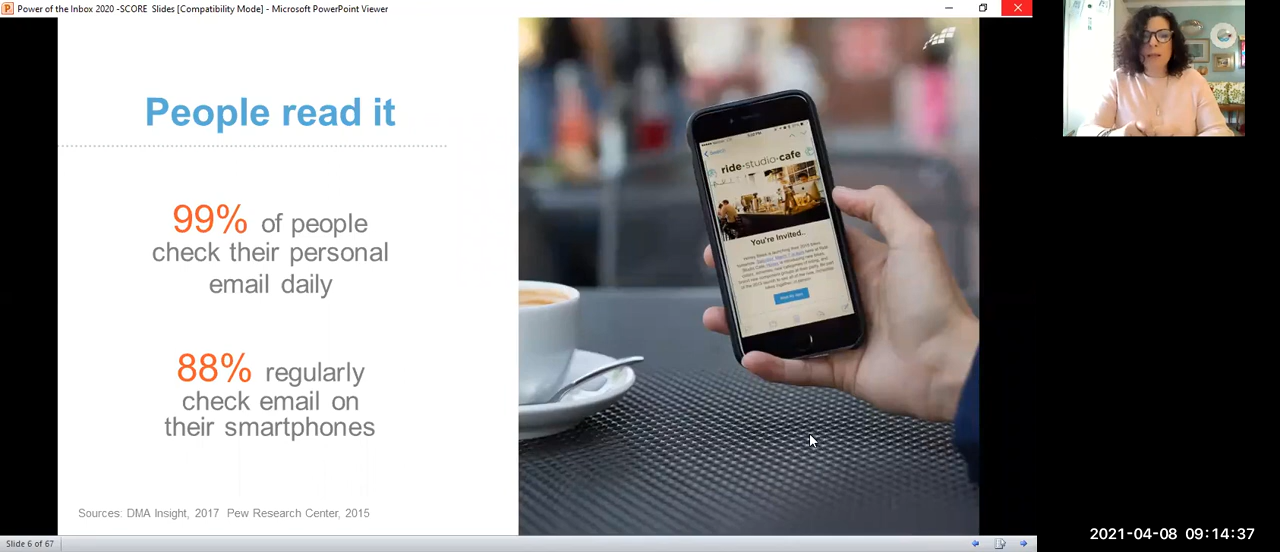 Power of the Inbox 2020 -SCORE Slides [Compatibility Mode] - Microsoft PowerPoint Viewer
People read it
99% of people
check their personal
email daily
88% regularly
check email on
their smartphones
Sources: DMA Insight, 2017 Pew Research Center, 2015
Search
ride-studio-cafe
You're Invited..
Slide 6 of 67
2021-04-08 09:14:37